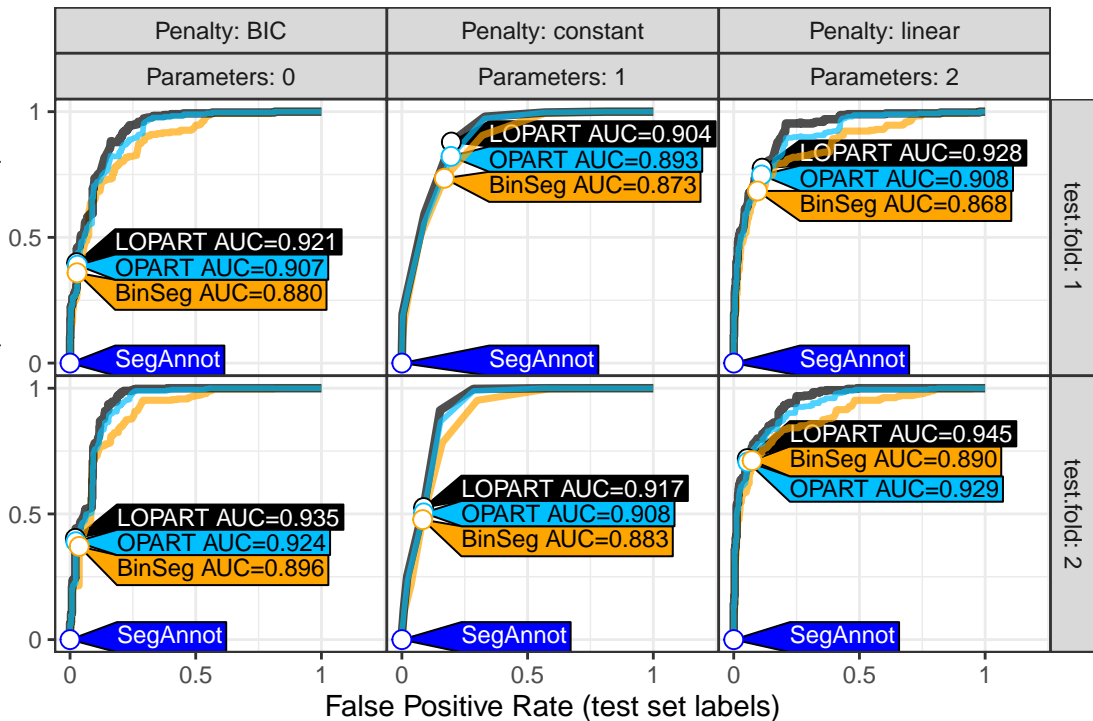 Penalty: BIC
Penalty: constant
Penalty: linear
Parameters: 0
Parameters: 1
Parameters: 2
1
0.5
0
LOPART AUC=0.921
OPART AUC=0.907
BinSeg AUC=0.880
SegAnnot
LOPART AUC=0.904
OPART AUC=0.893
BinSeg AUC=0.873
SegAnnot
LOPART AUC=0.928
OPART AUC=0.908
BinSeg AUC=0.868
SegAnnot
test.fold: 1
1
0.5
0
LOPART AUC=0.935
OPART AUC=0.924
BinSeg AUC=0.896
SegAnnot
LOPART AUC=0.917
OPART AUC=0.908
BinSeg AUC=0.883
SegAnnot
LOPART AUC=0.945
BinSeg AUC=0.890
OPART AUC=0.929
SegAnnot
test.fold: 2
0 0.5 1
0 0.5 1
0 0.5 1
False Positive Rate (test set labels)